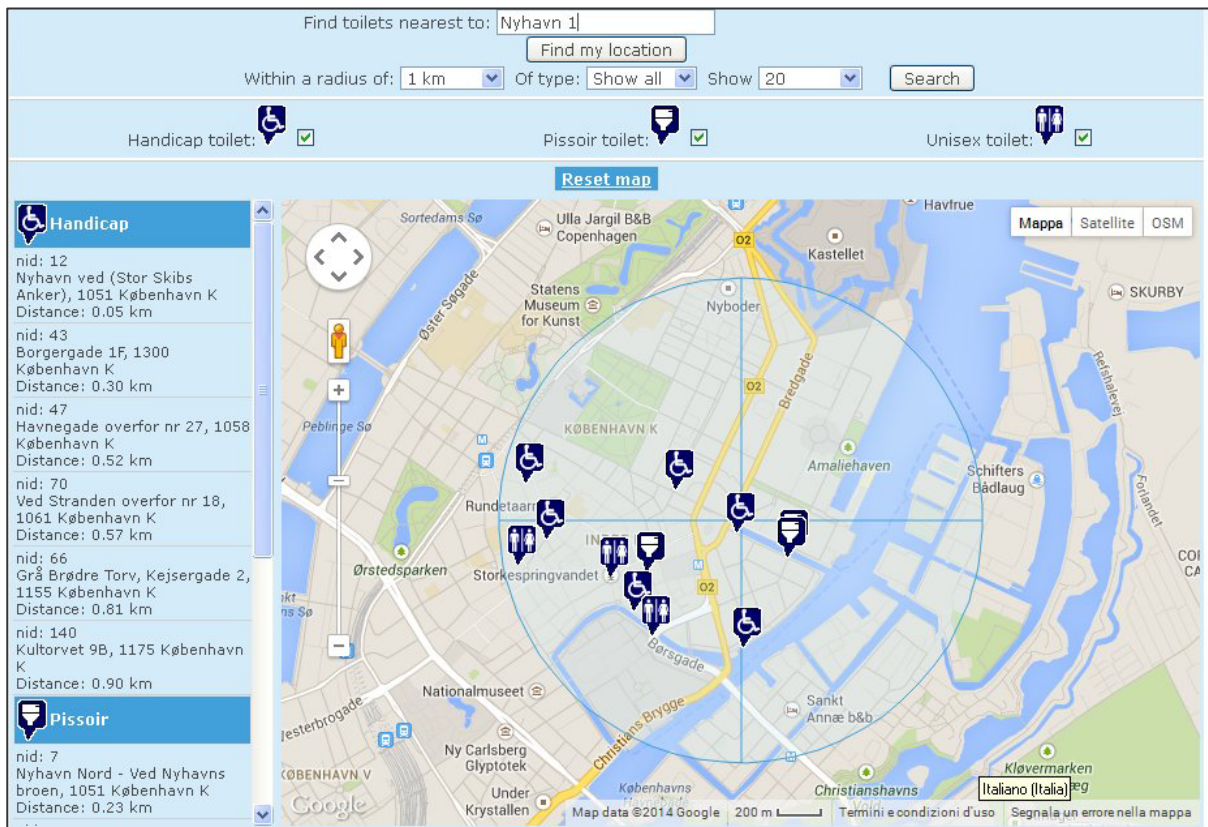 Find toilets nearest to: Nyhavn 1
Find my location
Within a radius of: 1 km Of type: Show all Show 20 Search
Handicap toilet: Pissoir toilet: Unisex toilet:
Reset map
Handicap
nid: 12
Nyhavn ved (Stor Skibs
Anker), 1051 København K
Distance: 0.05 km
nid: 43
Borgergade 1F, 1300
København K
Distance: 0.30 km
nid: 47
Havnegade overfor nr 27, 1058
København K
Distance: 0.52 km
nid: 70
Ved Stranden overfor nr 18,
1061 København K
Distance: 0.57 km
nid: 66
Grå Brødre Torv, Kejsergade 2,
1155 København K
Distance: 0.81 km
nid: 140
Kultorvet 9B, 1175 København
K
Distance: 0.90 km
Pissoir
nid: 7
Nyhavn Nord - Ved Nyhavns
broen, 1051 København K
Distance: 0.23 km
Sortedams Sø
Ulla Jargil B&B
Copenhagen
Havfrue
Mappa Satellite OSM
O2
Kastellet
Øster Søgade
Statens
Museum
for Kunst
Nyboder
SKURBY
Refshalevej
O2
Bredgade
Peblinge Sø
M
KØBENHAVN K
Amaliehaven
Schifters
Bådlaug
Forlandet
Rundetaarn
Ørstedsparken
Storkespringvandet
M
O2
Børsgade
Nationalmuseet
Sankt
Annæ b&b
Vesterbrogade
Christians Brygge
Ny Carlsberg
Glyptotek
KØBENHAVN V
Under
Krystallen
Københavns
Christianshavns
Vold
Kløvermarken
Italiano (Italia)
Google
Map data ©2014 Google 200 m Termini e condizioni d'uso Segnala un errore nella mappa